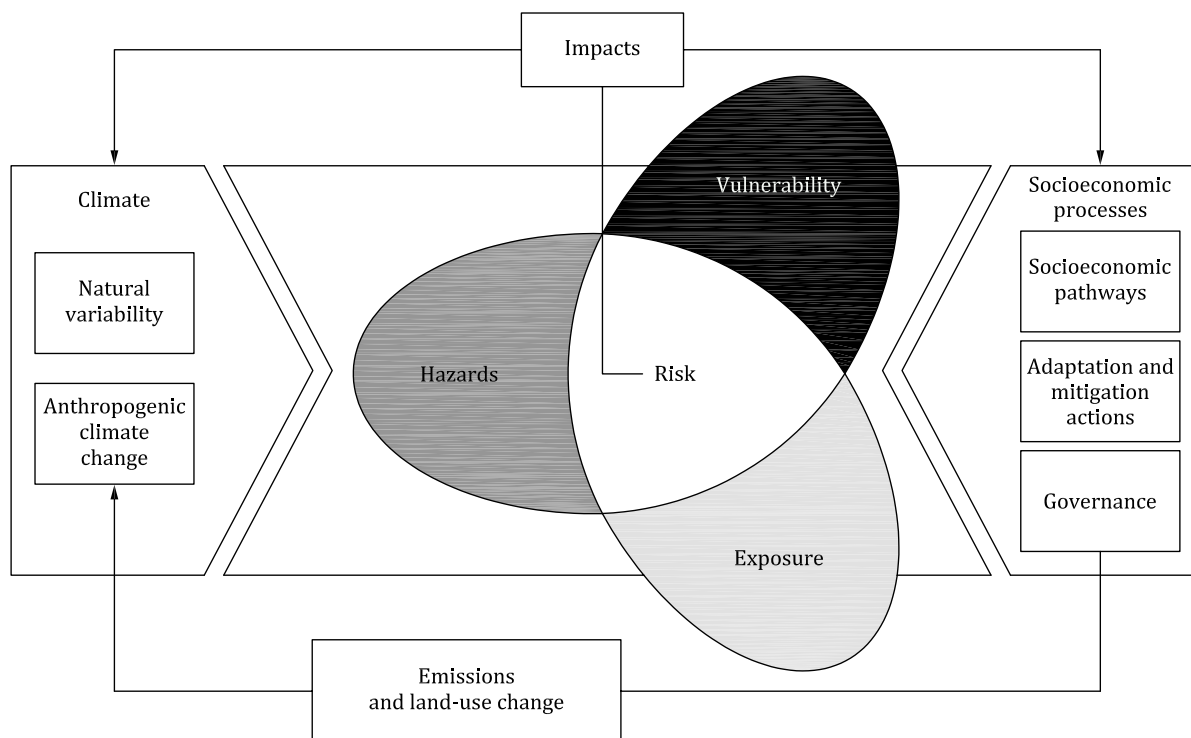 Impacts
Vulnerability
Climate
Socioeconomic
processes
Natural
variability
Socioeconomic
pathways
Hazards
Risk
Adaptation and
mitigation
actions
Anthropogenic
climate
change
Governance
Exposure
Emissions
and land-use change